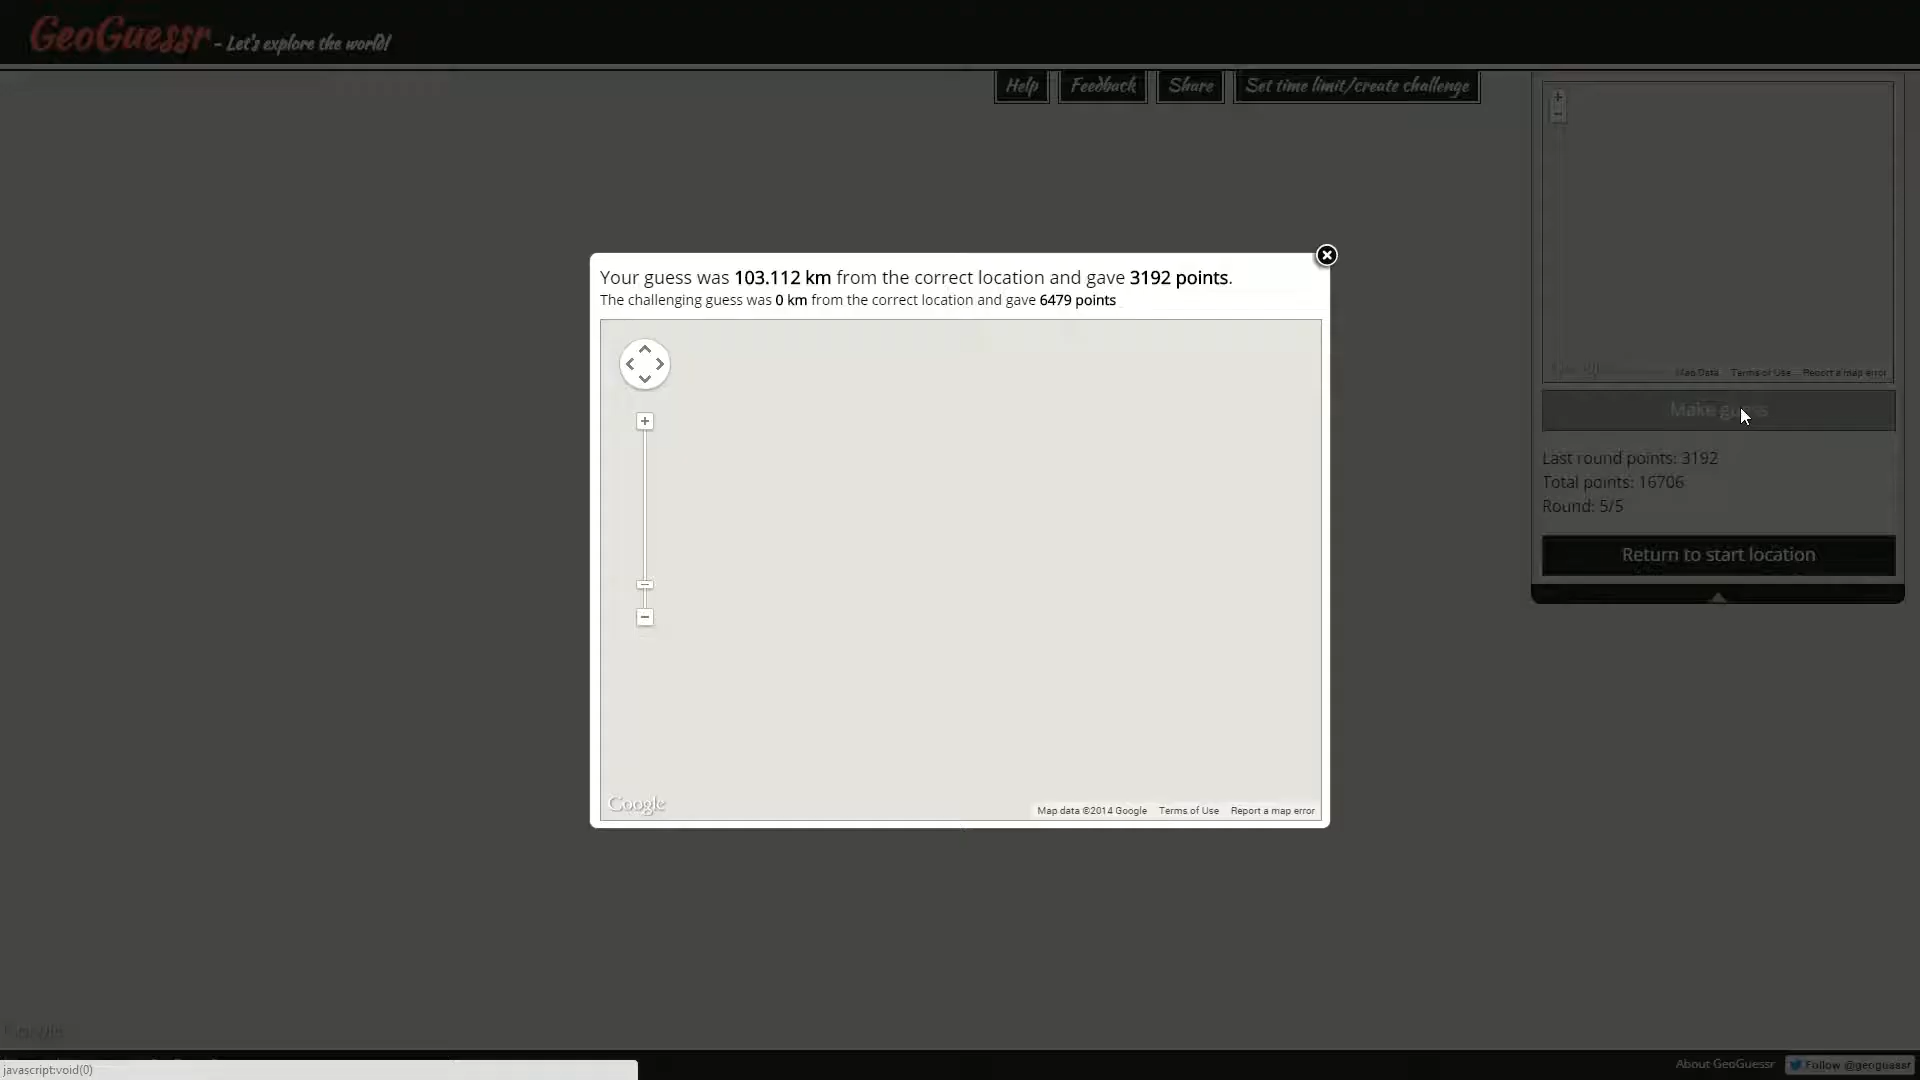 GeoGuessr - Let's explore the world!
Help Feedback Share Set time limit/create challenge
Your guess was 103.112 km from the correct location and gave 3192 points.
The challenging guess was 0 km from the correct location and gave 6479 points
Map Data Terms of Use Report a map error
Make guess
Last round points: 3192
Total points: 16706
Round: 5/5
Return to start location
Google
Map data ©2014 Google Terms of Use Report a map error
Google
javascript:void(0)
About GeoGuessr Follow @geoguessr